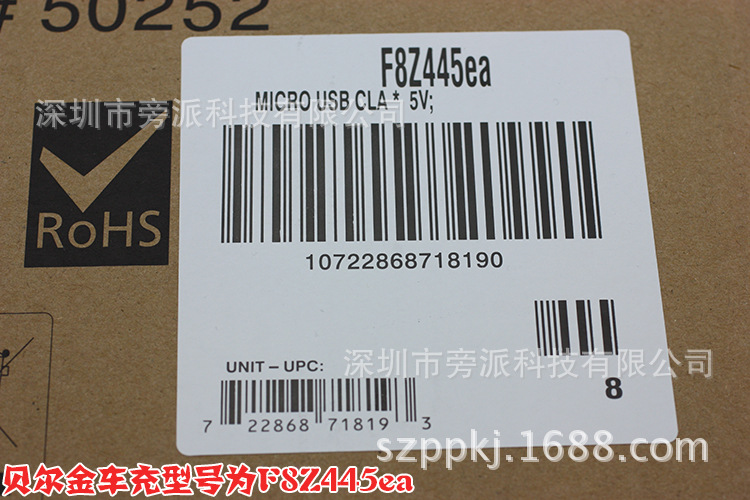 # 50252
F8Z445ea
MICRO USB CLA * 5V;
深圳市旁派科技有限公司
RoHS
10722868718190
深圳市旁派科技有限公司
UNIT – UPC:
8
7 22868 71819 3
szppkj.1688.com
贝尔金车充型号为F8Z445ea